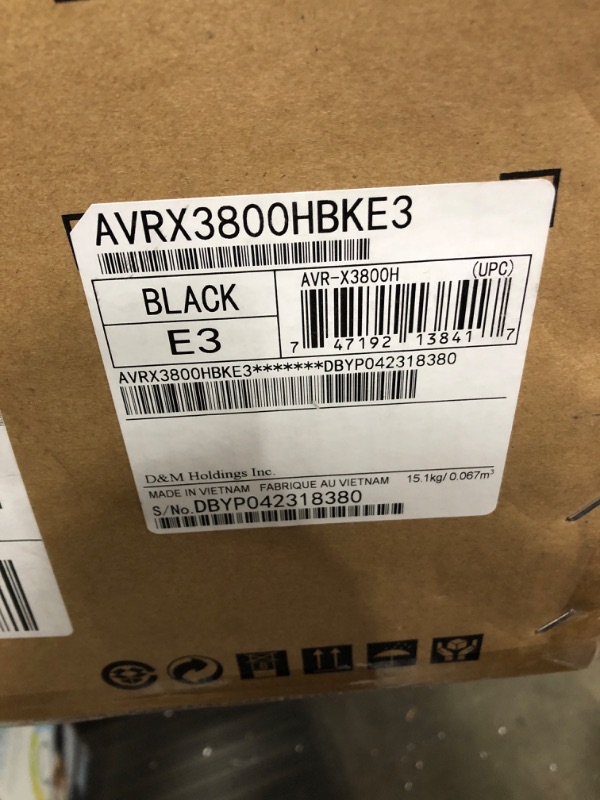 AVRX3800HBKE3
BLACK
E3
AVR-X3800H (UPC)
7 47192 13841 7
AVRX3800HBKE3*******DBYP042318380
D&M Holdings Inc.
MADE IN VIETNAM FABRIQUE AU VIETNAM 15.1kg/0.067m³
S/No.DBYP042318380